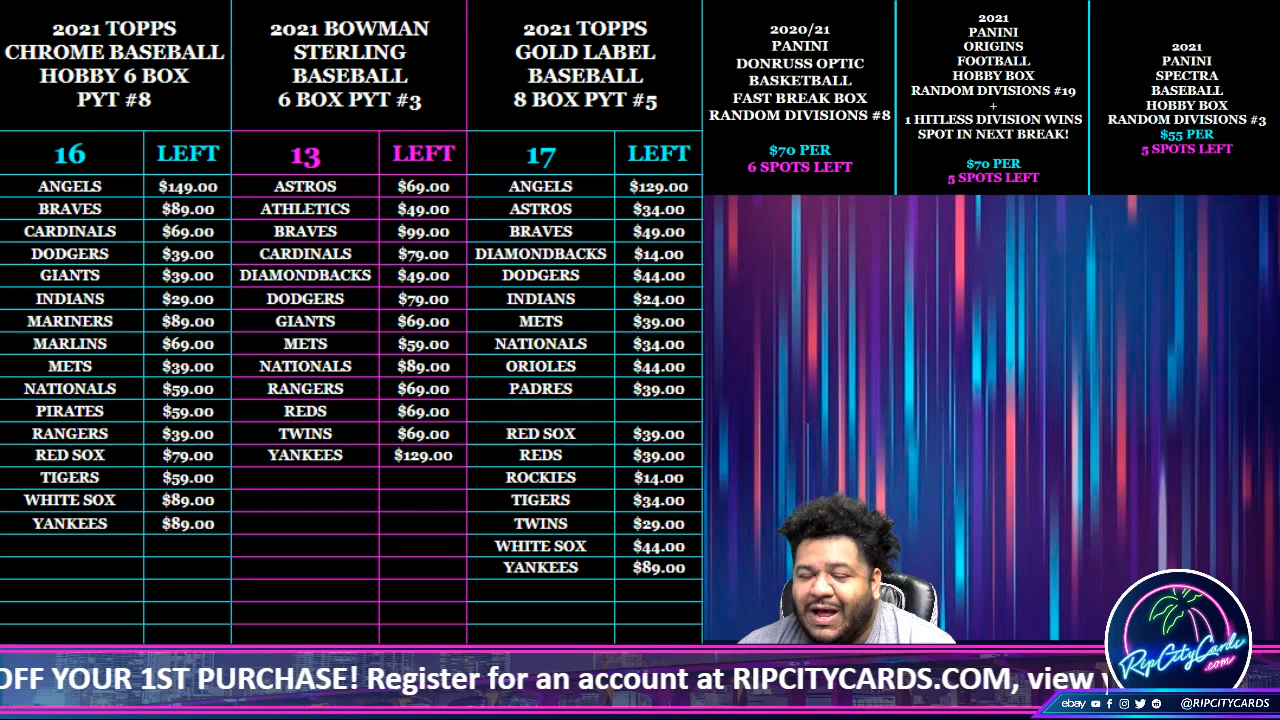 2021 TOPPS
CHROME BASEBALL
HOBBY 6 BOX
PYT #8
16 LEFT
ANGELS $149.00
BRAVES $89.00
CARDINALS $69.00
DODGERS $39.00
GIANTS $39.00
INDIANS $29.00
MARINERS $89.00
MARLINS $69.00
METS $39.00
NATIONALS $59.00
PIRATES $59.00
RANGERS $39.00
RED SOX $79.00
TIGERS $59.00
WHITE SOX $89.00
YANKEES $89.00
2021 BOWMAN
STERLING
BASEBALL
6 BOX PYT #3
13 LEFT
ASTROS $69.00
ATHLETICS $49.00
BRAVES $99.00
CARDINALS $79.00
DIAMONDBACKS $49.00
DODGERS $79.00
GIANTS $69.00
METS $59.00
NATIONALS $89.00
RANGERS $69.00
REDS $69.00
TWINS $69.00
YANKEES $129.00
2021 TOPPS
GOLD LABEL
BASEBALL
8 BOX PYT #5
17 LEFT
ANGELS $129.00
ASTROS $34.00
BRAVES $49.00
DIAMONDBACKS $14.00
DODGERS $44.00
INDIANS $24.00
METS $39.00
NATIONALS $34.00
ORIOLES $44.00
PADRES $39.00
RED SOX $39.00
REDS $39.00
ROCKIES $14.00
TIGERS $34.00
TWINS $29.00
WHITE SOX $44.00
YANKEES $89.00
2020/21
PANINI
DONRUSS OPTIC
BASKETBALL
FAST BREAK BOX
RANDOM DIVISIONS #8
$70 PER
6 SPOTS LEFT
2021
PANINI
ORIGINS
FOOTBALL
HOBBY BOX
RANDOM DIVISIONS #19
+
1 HITLESS DIVISION WINS
SPOT IN NEXT BREAK!
$70 PER
5 SPOTS LEFT
2021
PANINI
SPECTRA
BASEBALL
HOBBY BOX
RANDOM DIVISIONS #3
$55 PER
5 SPOTS LEFT
OFF YOUR 1ST PURCHASE! Register for an account at RIPCITYCARDS.COM, view
RipCityCards
.com
ebay @RIPCITYCARDS